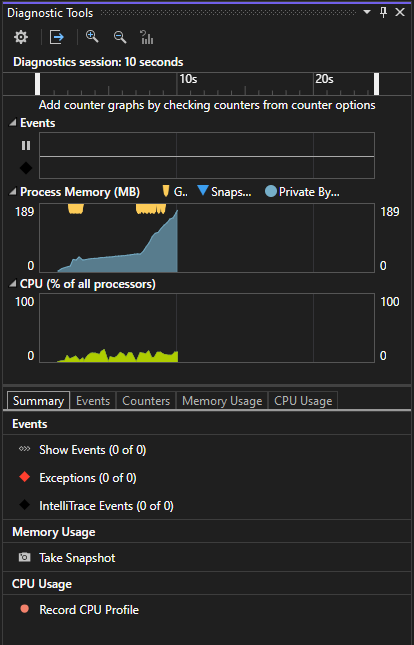 Diagnostic Tools
Diagnostics session: 10 seconds
10s 20s
Add counter graphs by checking counters from counter options
Events
Process Memory (MB) G.. Snaps... Private By...
189 189
0 0
CPU (% of all processors)
100 100
0 0
Summary Events Counters Memory Usage CPU Usage
Events
Show Events (0 of 0)
Exceptions (0 of 0)
IntelliTrace Events (0 of 0)
Memory Usage
Take Snapshot
CPU Usage
Record CPU Profile